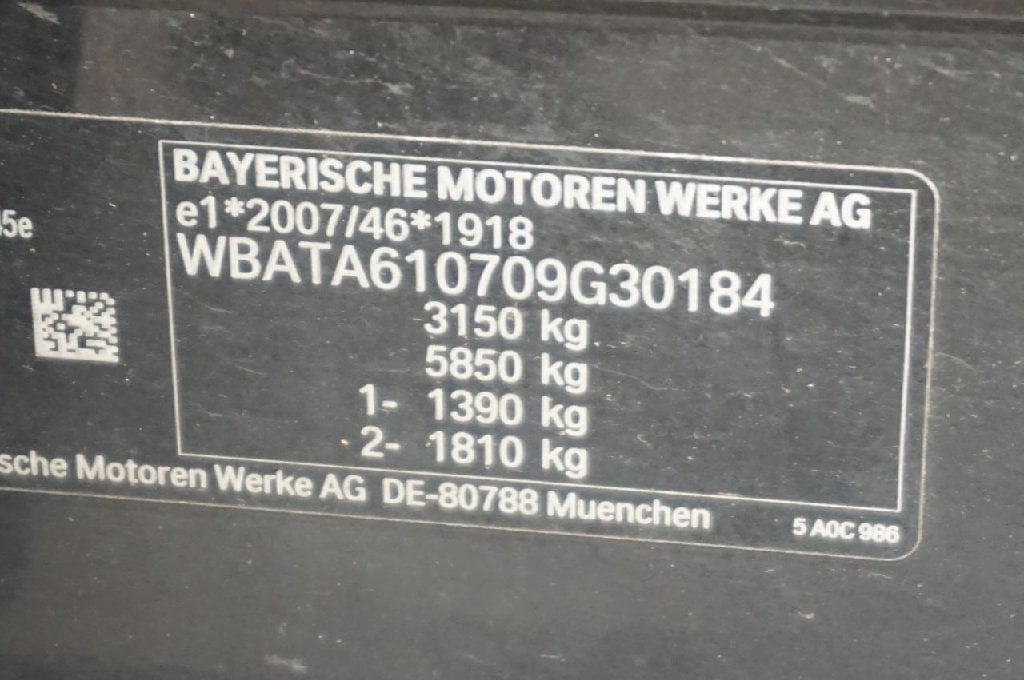 BAYERISCHE MOTOREN WERKE AG
e1*2007/46*1918
5e
WBATA610709G30184
3150 kg
5850 kg
1- 1390 kg
2- 1810 kg
sche Motoren Werke AG DE-80788 Muenchen
5 A0C 986